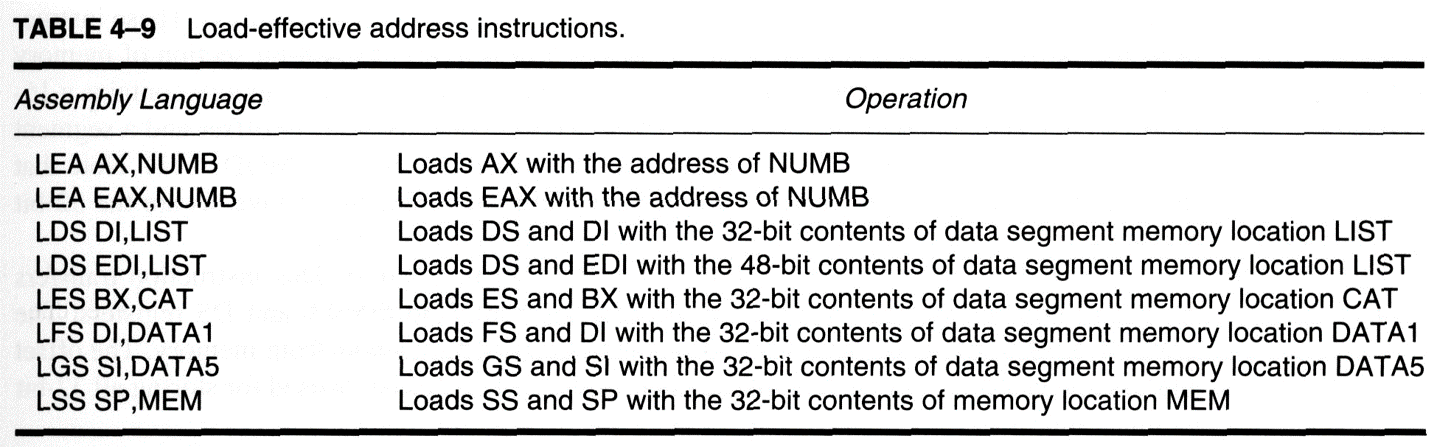 TABLE 4–9 Load-effective address instructions.
Assembly Language Operation
LEA AX,NUMB Loads AX with the address of NUMB
LEA EAX,NUMB Loads EAX with the address of NUMB
LDS DI,LIST Loads DS and DI with the 32-bit contents of data segment memory location LIST
LDS EDI,LIST Loads DS and EDI with the 48-bit contents of data segment memory location LIST
LES BX,CAT Loads ES and BX with the 32-bit contents of data segment memory location CAT
LFS DI,DATA1 Loads FS and DI with the 32-bit contents of data segment memory location DATA1
LGS SI,DATA5 Loads GS and SI with the 32-bit contents of data segment memory location DATA5
LSS SP,MEM Loads SS and SP with the 32-bit contents of memory location MEM